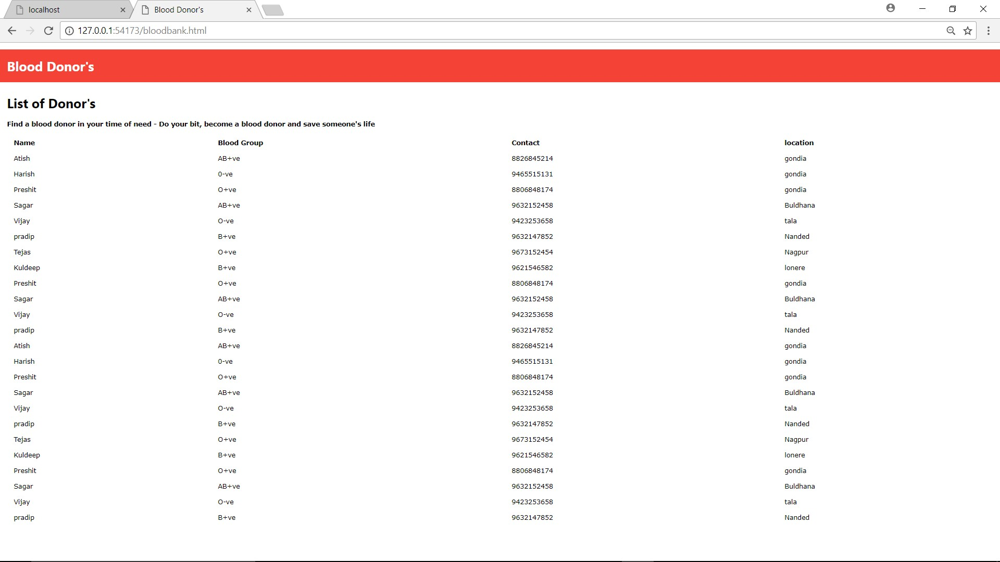 localhost
Blood Donor's
127.0.0.1:54173/bloodbank.html
Blood Donor's
List of Donor's
Find a blood donor in your time of need - Do your bit, become a blood donor and save someone's life
Name Blood Group Contact location
Atish AB+ve 8826845214 gondia
Harish 0-ve 9465515131 gondia
Preshit O+ve 8806848174 gondia
Sagar AB+ve 9632152458 Buldhana
Vijay O-ve 9423253658 tala
pradip B+ve 9632147852 Nanded
Tejas O+ve 9673152454 Nagpur
Kuldeep B+ve 9621546582 lonere
Preshit O+ve 8806848174 gondia
Sagar AB+ve 9632152458 Buldhana
Vijay O-ve 9423253658 tala
pradip B+ve 9632147852 Nanded
Atish AB+ve 8826845214 gondia
Harish 0-ve 9465515131 gondia
Preshit O+ve 8806848174 gondia
Sagar AB+ve 9632152458 Buldhana
Vijay O-ve 9423253658 tala
pradip B+ve 9632147852 Nanded
Tejas O+ve 9673152454 Nagpur
Kuldeep B+ve 9621546582 lonere
Preshit O+ve 8806848174 gondia
Sagar AB+ve 9632152458 Buldhana
Vijay O-ve 9423253658 tala
pradip B+ve 9632147852 Nanded